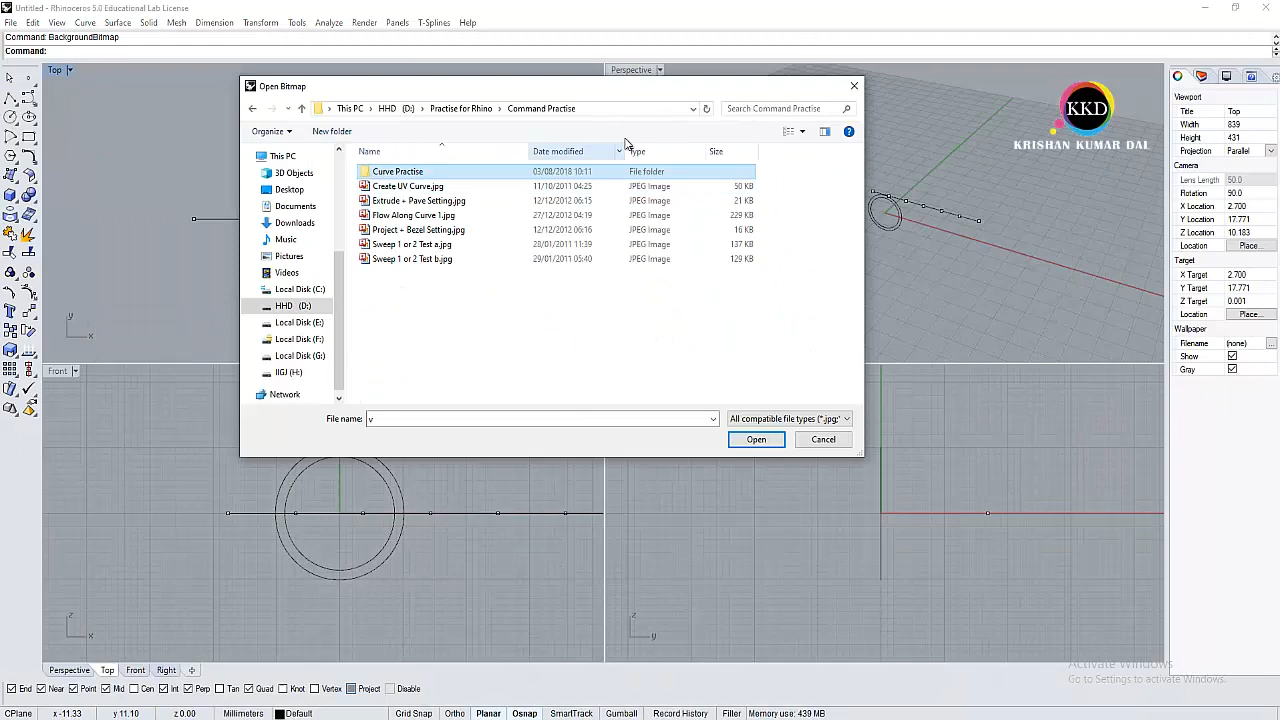 Untitled - Rhinoceros 5.0 Educational Lab License
File Edit View Curve Surface Solid Mesh Dimension Transform Tools Analyze Render Panels T-Splines Help
Command: BackgroundBitmap
Command:
Top
Perspective
Open Bitmap
This PC HHD (D:) Practise for Rhino Command Practise
Search Command Practise
Organize New folder
Name Date modified Type Size
Curve Practise 03/08/2018 10:11 File folder
Create UV Curve.jpg 11/10/2011 04:25 JPEG Image 50 KB
Extrude + Pave Setting.jpg 12/12/2012 06:15 JPEG Image 21 KB
Flow Along Curve 1.jpg 27/12/2012 04:19 JPEG Image 229 KB
Project + Bezel Setting.jpg 12/12/2012 06:16 JPEG Image 16 KB
Sweep 1 or 2 Test a.jpg 28/01/2011 11:39 JPEG Image 137 KB
Sweep 1 or 2 Test b.jpg 29/01/2011 05:40 JPEG Image 129 KB
This PC
3D Objects
Desktop
Documents
Downloads
Music
Pictures
Videos
Local Disk (C:)
HHD (D:)
Local Disk (E:)
Local Disk (F:)
Local Disk (G:)
IIGJ (H:)
Network
File name: v
All compatible file types (*.jpg;
Open Cancel
KKD
KRISHAN KUMAR DAL
Viewport
Title Top
Width 839
Height 431
Projection Parallel
Camera
Lens Length 50.0
Rotation 90.0
X Location 2.700
Y Location 17.771
Z Location 10.183
Location Place...
Target
X Target 2.700
Y Target 17.771
Z Target 0.001
Location Place...
Wallpaper
Filename (none) ...
Show
Gray
y
x
Front
z
x
z
y
Activate Windows
Go to Settings to activate Windows.
Perspective Top Front Right
End Near Point Mid Cen Int Perp Tan Quad Knot Vertex Project Disable
CPlane x -11.33 y 11.10 z 0.00 Millimeters Default Grid Snap Ortho Planar Osnap SmartTrack Gumball Record History Filter Memory use: 439 MB